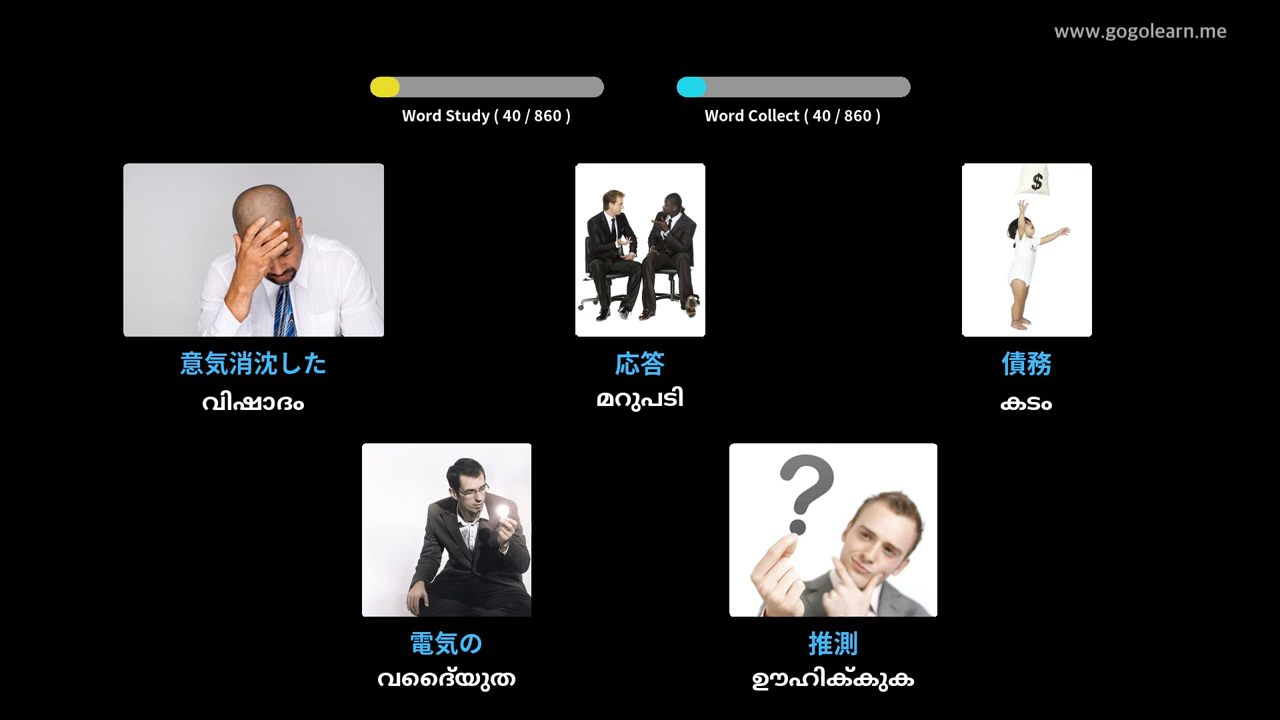 www.gogolearn.me
Word Study ( 40 / 860 )
Word Collect ( 40 / 860 )
$
意気消沈した
വിഷാദം
応答
മറുപടി
債務
കടം
?
電気の
വദ്യൈുത
推測
ഊഹിക്കുക